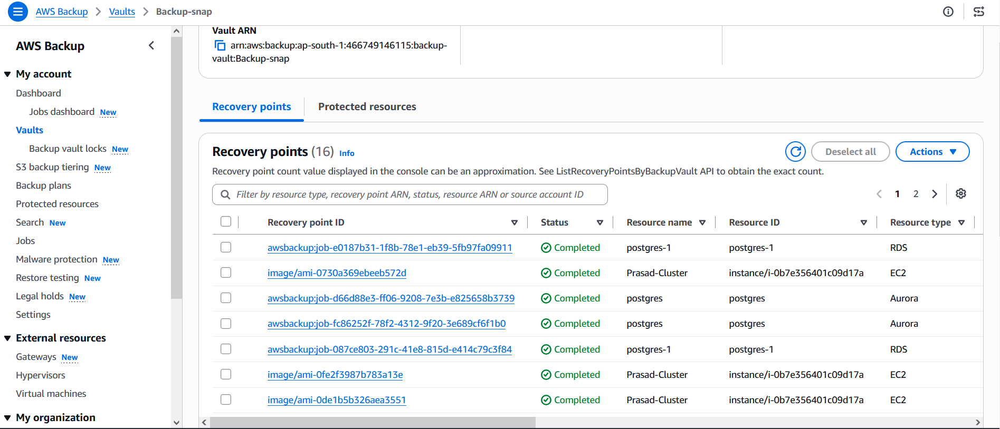 AWS Backup > Vaults > Backup-snap
AWS Backup
My account
Dashboard
Jobs dashboard New
Vaults
Backup vault locks New
S3 backup tiering New
Backup plans
Protected resources
Search New
Jobs
Malware protection New
Restore testing New
Legal holds New
Settings
External resources
Gateways New
Hypervisors
Virtual machines
My organization
Vault ARN
arn:aws:backup:ap-south-1:466749146115:backup-
vault:Backup-snap
Recovery points Protected resources
Recovery points (16) Info
Deselect all Actions
Recovery point count value displayed in the console can be an approximation. See ListRecoveryPointsByBackupVault API to obtain the exact count.
Filter by resource type, recovery point ARN, status, resource ARN or source account ID
1 2
Recovery point ID Status Resource name Resource ID Resource type
awsbackup:job-e0187b31-1f8b-78e1-eb39-5fb97fa09911 Completed postgres-1 postgres-1 RDS
image/ami-0730a369ebeeb572d Completed Prasad-Cluster instance/i-0b7e356401c09d17a EC2
awsbackup:job-d66d88e3-ff06-9208-7e3b-e825658b3739 Completed postgres postgres Aurora
awsbackup:job-fc86252f-78f2-4312-9f20-3e689cf6f1b0 Completed postgres postgres Aurora
awsbackup:job-087ce803-291c-41e8-815d-e414c79c3f84 Completed postgres-1 postgres-1 RDS
image/ami-0fe2f3987b783a13e Completed Prasad-Cluster instance/i-0b7e356401c09d17a EC2
image/ami-0de1b5b326aea3551 Completed Prasad-Cluster instance/i-0b7e356401c09d17a EC2